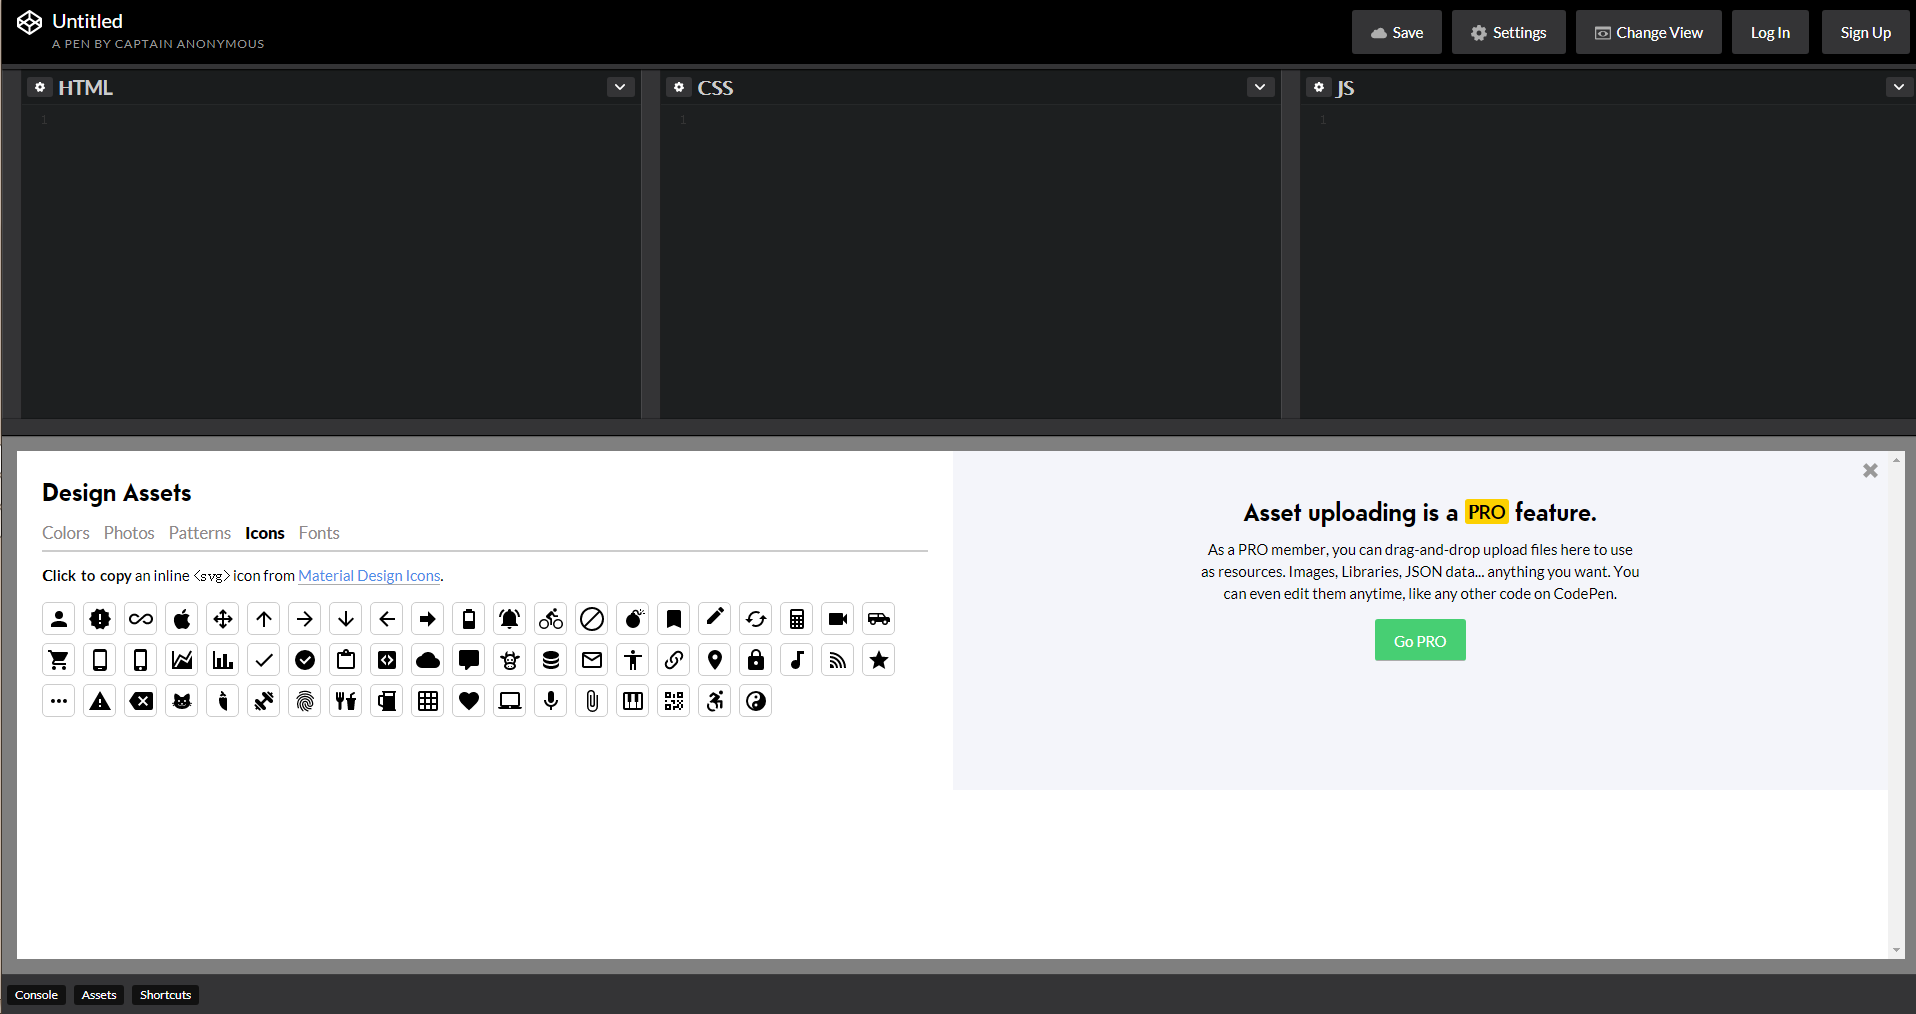 Untitled
A PEN BY CAPTAIN ANONYMOUS
Save
Settings
Change View
Log In
Sign Up
HTML
CSS
JS
1
1
1
Design Assets
Colors Photos Patterns Icons Fonts
Click to copy an inline <svg> icon from Material Design Icons.
Asset uploading is a PRO feature.
As a PRO member, you can drag-and-drop upload files here to use
as resources. Images, Libraries, JSON data... anything you want. You
can even edit them anytime, like any other code on CodePen.
Go PRO
Console
Assets
Shortcuts